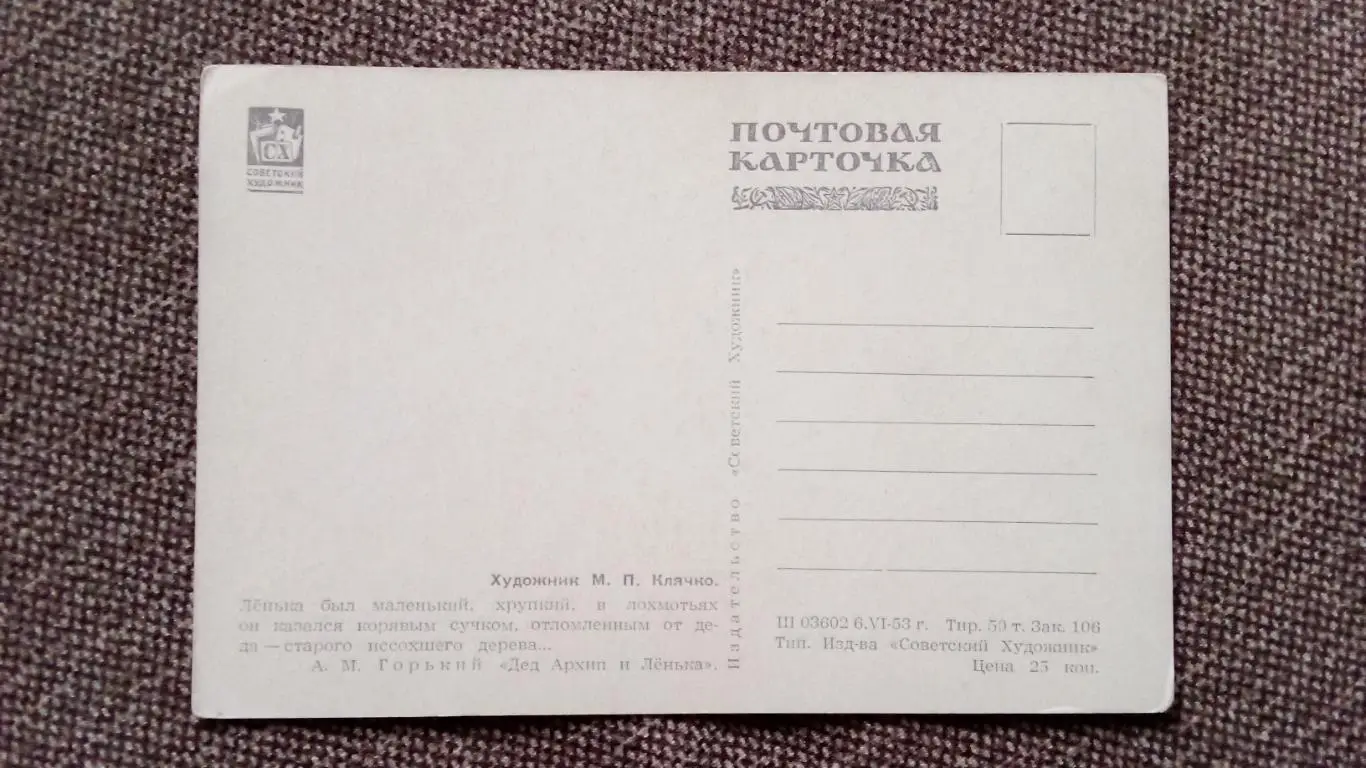 СХ
СОВЕТСКИЙ
ХУДОЖНИК
ПОЧТОВАЯ
КАРТОЧКА
Художник М. П. Клячко.
Лёнька был маленький, хрупкий, в лохмотьях
он казался корявым сучком, отломленным от де-
да — старого иссохшего дерева...
А. М. Горький «Дед Архип и Лёнька».
Издательство «Советский Художник»
Ш 03602 6.VI-53 г. Тир. 50 т. Зак. 106
Тип. Изд-ва «Советский Художник»
Цена 25 коп.